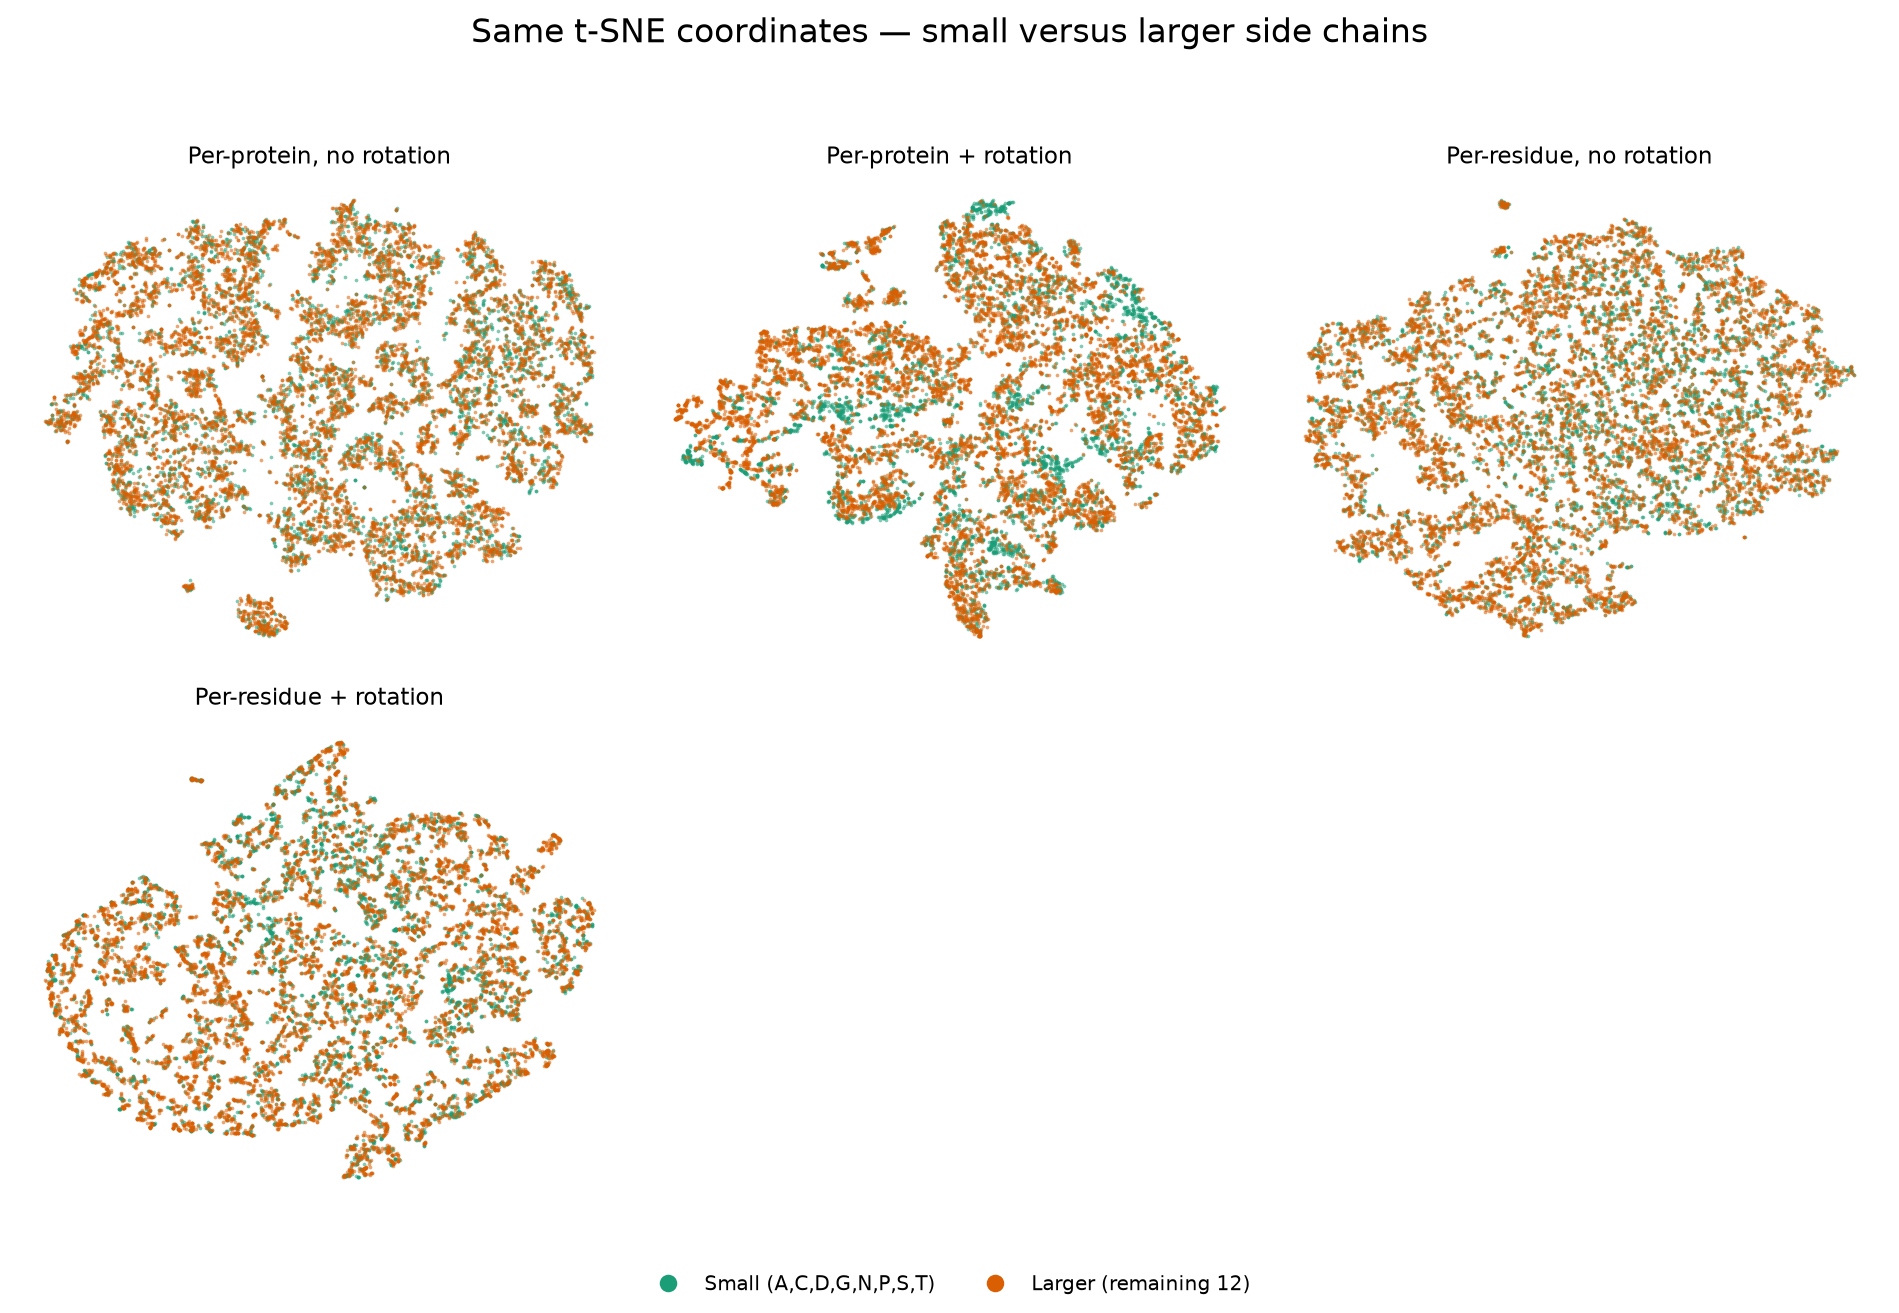 Same t-SNE coordinates — small versus larger side chains
Per-protein, no rotation
Per-protein + rotation
Per-residue, no rotation
Per-residue + rotation
Small (A,C,D,G,N,P,S,T)
Larger (remaining 12)